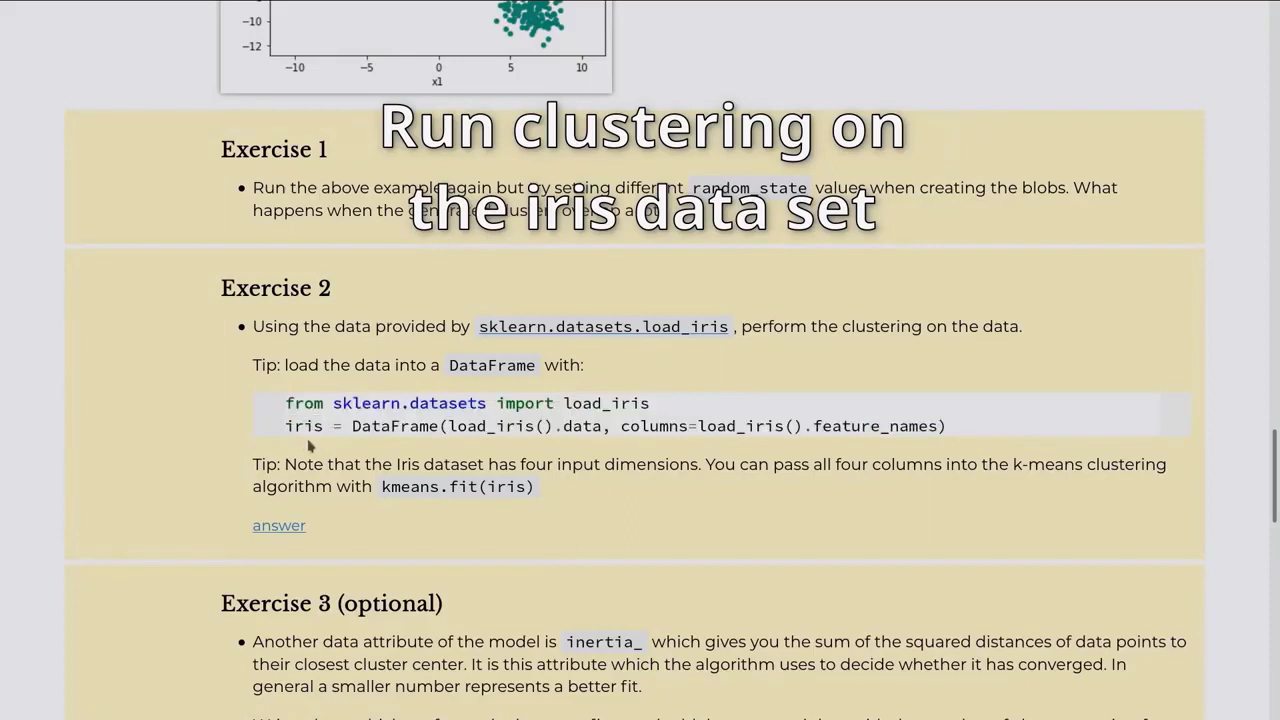 −10
−12
−10 −5 0 5 10
x1
Run clustering on
the iris data set
Exercise 1
• Run the above example again but try setting different random_state values when creating the blobs. What
happens when the
Exercise 2
• Using the data provided by sklearn.datasets.load_iris, perform the clustering on the data.
Tip: load the data into a DataFrame with:
from sklearn.datasets import load_iris
iris = DataFrame(load_iris().data, columns=load_iris().feature_names)
Tip: Note that the Iris dataset has four input dimensions. You can pass all four columns into the k-means clustering
algorithm with kmeans.fit(iris)
answer
Exercise 3 (optional)
• Another data attribute of the model is inertia_ which gives you the sum of the squared distances of data points to
their closest cluster center. It is this attribute which the algorithm uses to decide whether it has converged. In
general a smaller number represents a better fit.